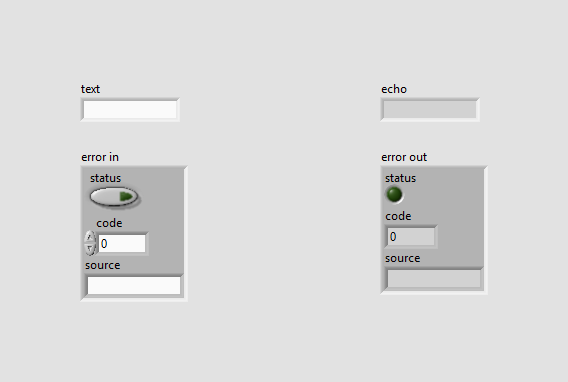 text
echo
error in
status
code
0
source
error out
status
code
0
source